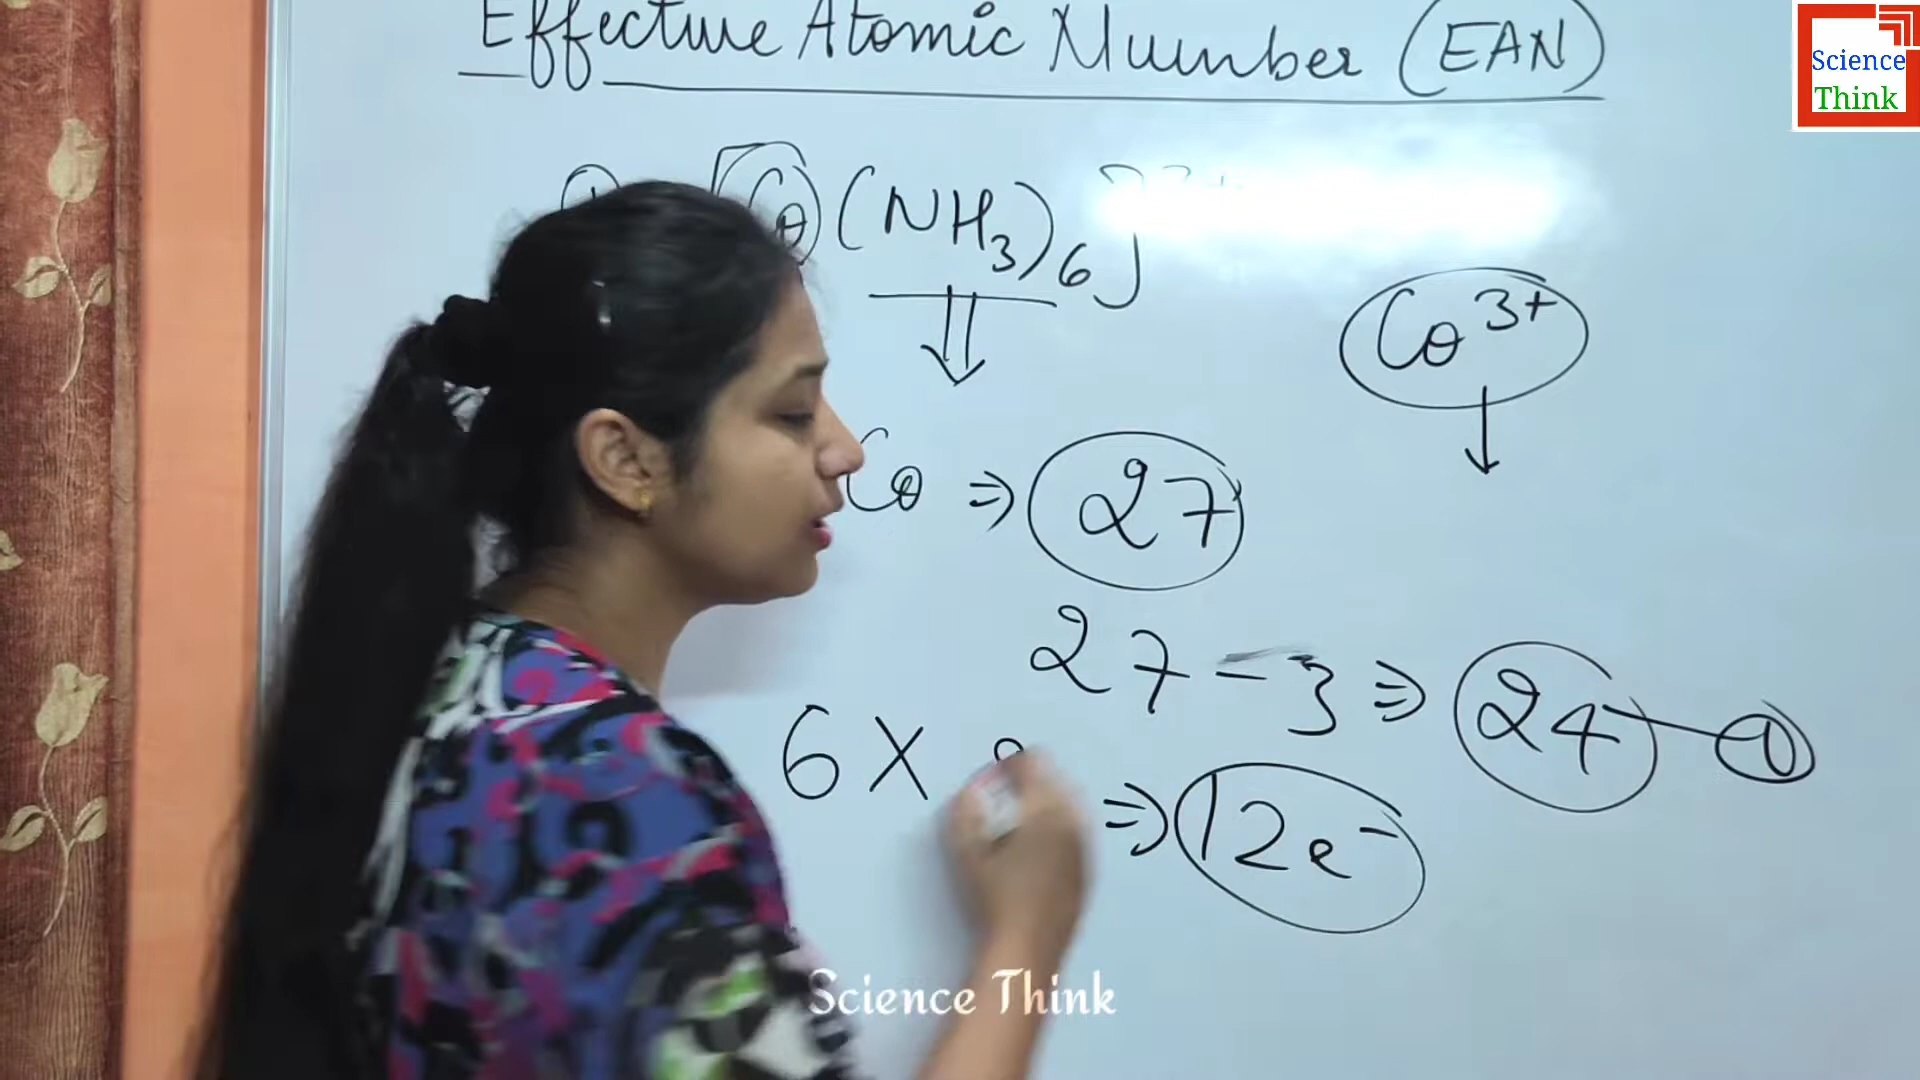 Effective Atomic Number (EAN)
Science
Think
Co(NH3)6]
Co3+
Co ⇒ 27
27 - 3 ⇒ 24 — 1
6 X ⇒ 12e-
Science Think